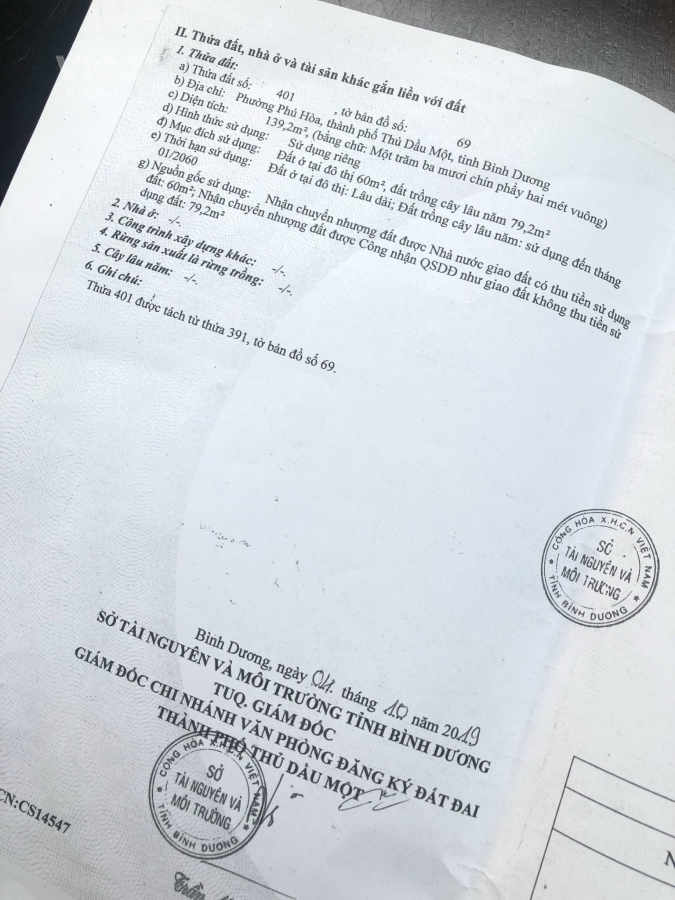 II. Thửa đất, nhà ở và tài sản khác gắn liền với đất
1. Thửa đất:
a) Thửa đất số: 401 , tờ bản đồ số: 69
b) Địa chỉ: Phường Phú Hòa, thành phố Thủ Dầu Một, tỉnh Bình Dương
c) Diện tích: 139,2m², (bằng chữ: Một trăm ba mươi chín phẩy hai mét vuông)
d) Hình thức sử dụng: Sử dụng riêng
đ) Mục đích sử dụng: Đất ở tại đô thị 60m², đất trồng cây lâu năm 79,2m²
e) Thời hạn sử dụng: Đất ở tại đô thị: Lâu dài; Đất trồng cây lâu năm: sử dụng đến tháng
01/2060
g) Nguồn gốc sử dụng: Nhận chuyển nhượng đất được Nhà nước giao đất có thu tiền sử dụng
đất: 60m²; Nhận chuyển nhượng đất được Công nhận QSDĐ như giao đất không thu tiền sử
dụng đất: 79,2m²
2. Nhà ở: -/-
3. Công trình xây dựng khác: -/-.
4. Rừng sản xuất là rừng trồng: -/-.
5. Cây lâu năm: -/-.
6. Ghi chú:
Thửa 401 được tách từ thửa 391, tờ bản đồ số 69.
CỘNG HÒA X.H.C.N VIỆT NAM
SỞ
TÀI NGUYÊN VÀ
MÔI TRƯỜNG
TỈNH BÌNH DƯƠNG
Bình Dương, ngày 04 tháng 10 năm 2019
SỞ TÀI NGUYÊN VÀ MÔI TRƯỜNG TỈNH BÌNH DƯƠNG
TUQ. GIÁM ĐỐC
GIÁM ĐỐC CHI NHÁNH VĂN PHÒNG ĐĂNG KÝ ĐẤT ĐAI
THÀNH PHỐ THỦ DẦU MỘT
CỘNG HÒA X.H.C.N VIỆT NAM
SỞ
TÀI NGUYÊN VÀ
MÔI TRƯỜNG
TỈNH BÌNH DƯƠNG
CN:CS14547
Trần
N